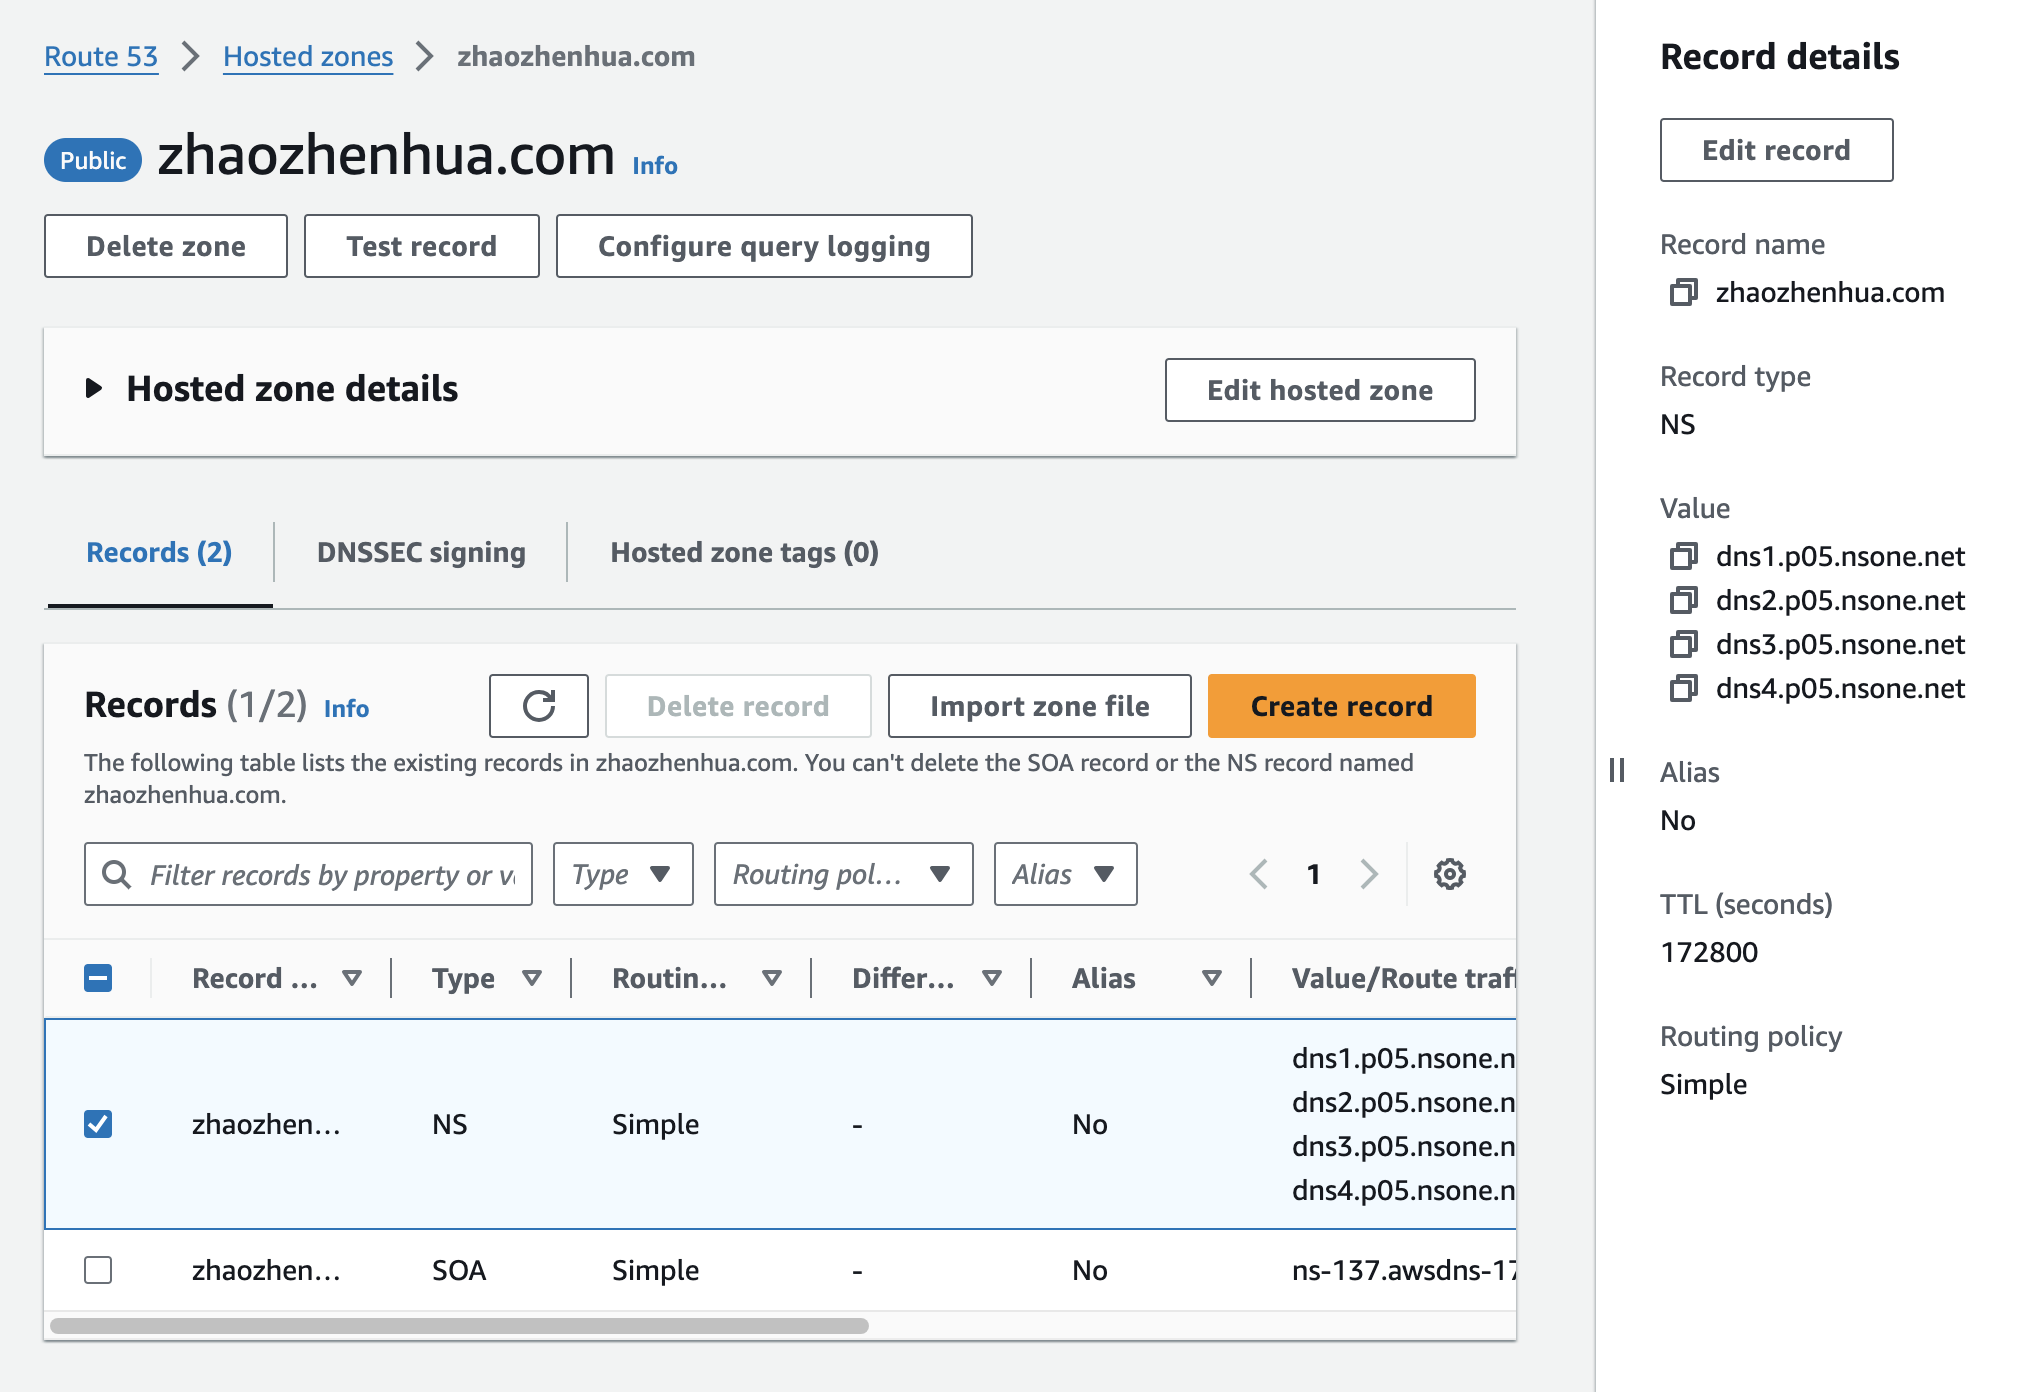 Route 53 > Hosted zones > zhaozhenhua.com
Public zhaozhenhua.com Info
Delete zone Test record Configure query logging
Hosted zone details Edit hosted zone
Records (2) DNSSEC signing Hosted zone tags (0)
Records (1/2) Info Delete record Import zone file Create record
The following table lists the existing records in zhaozhenhua.com. You can't delete the SOA record or the NS record named
zhaozhenhua.com.
Filter records by property or v Type Routing pol... Alias 1
Record ... Type Routin... Differ... Alias Value/Route traf
dns1.p05.nsone.n
dns2.p05.nsone.n
zhaozhen... NS Simple - No
dns3.p05.nsone.n
dns4.p05.nsone.n
zhaozhen... SOA Simple - No ns-137.awsdns-17
Record details
Edit record
Record name
zhaozhenhua.com
Record type
NS
Value
dns1.p05.nsone.net
dns2.p05.nsone.net
dns3.p05.nsone.net
dns4.p05.nsone.net
Alias
No
TTL (seconds)
172800
Routing policy
Simple